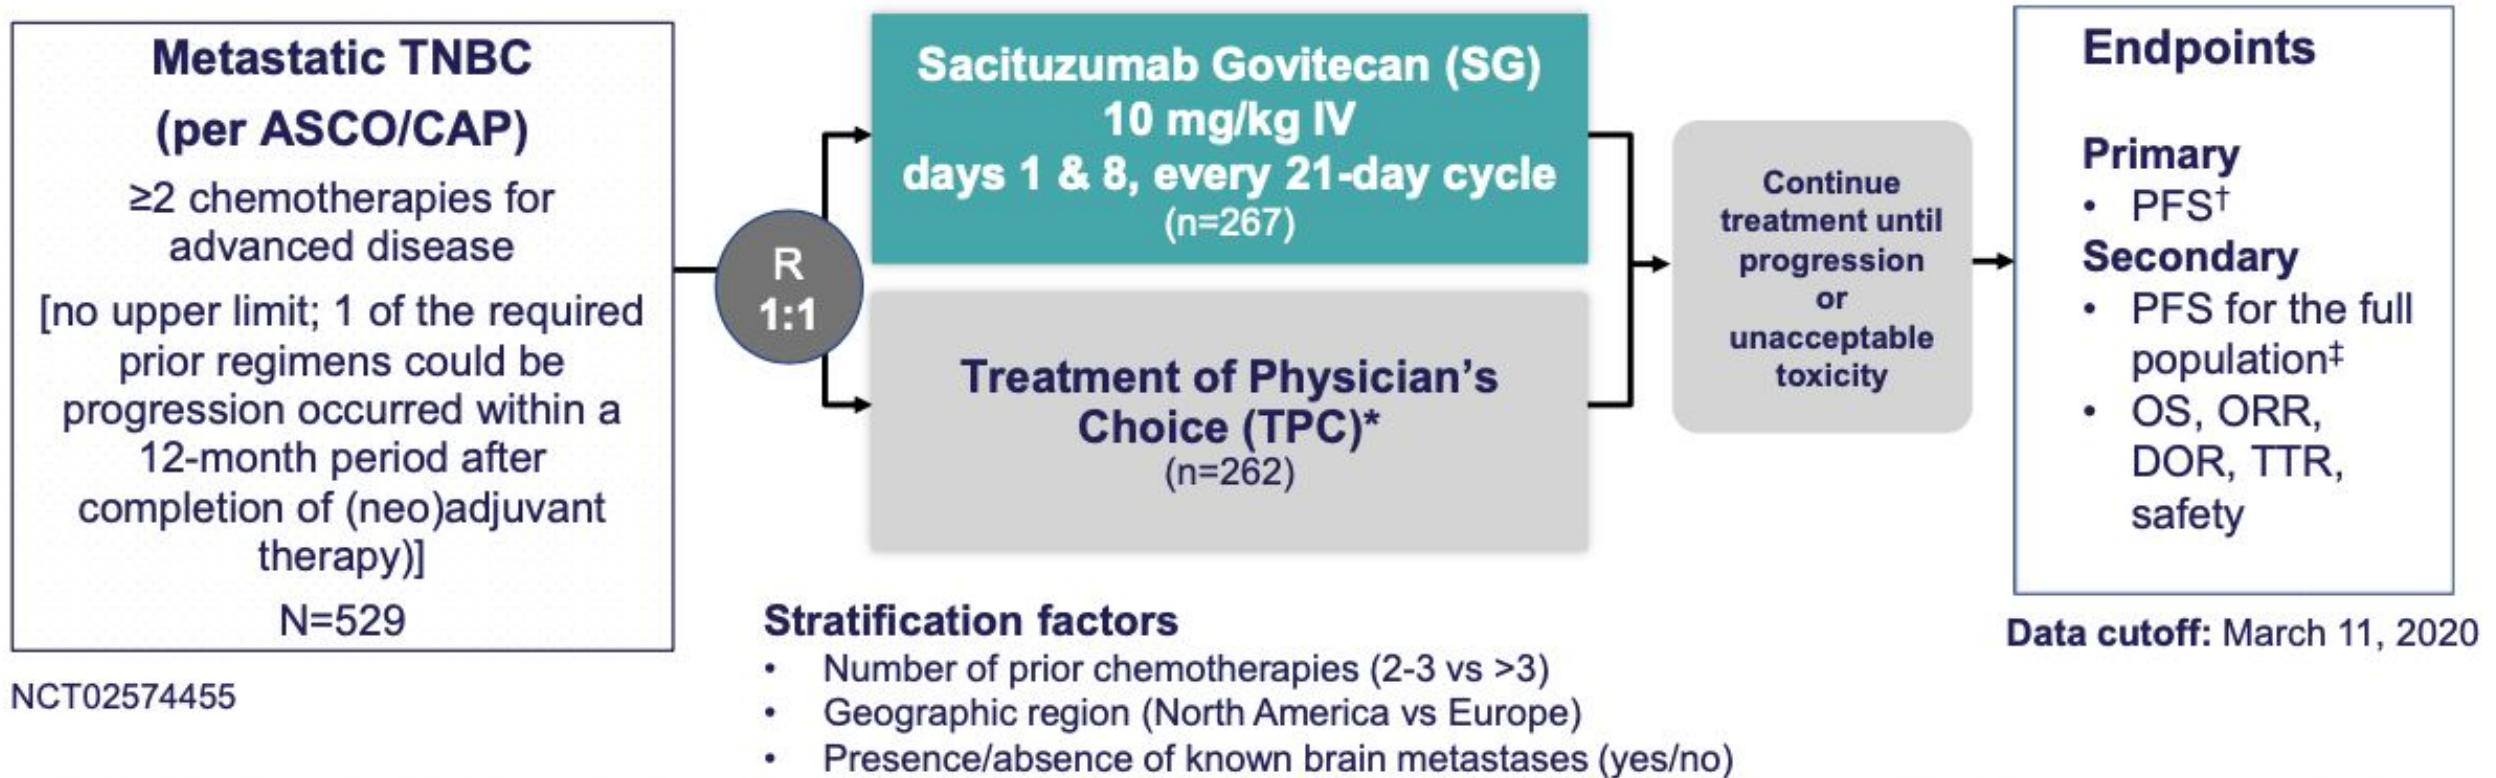 Metastatic TNBC
(per ASCO/CAP)
≥2 chemotherapies for
advanced disease
[no upper limit; 1 of the required
prior regimens could be
progression occurred within a
12-month period after
completion of (neo)adjuvant
therapy)]
N=529
NCT02574455
R
1:1
Sacituzumab Govitecan (SG)
10 mg/kg IV
days 1 & 8, every 21-day cycle
(n=267)
Treatment of Physician’s
Choice (TPC)*
(n=262)
Stratification factors
• Number of prior chemotherapies (2-3 vs >3)
• Geographic region (North America vs Europe)
• Presence/absence of known brain metastases (yes/no)
Continue
treatment until
progression
or
unacceptable
toxicity
Endpoints
Primary
• PFS†
Secondary
• PFS for the full
population‡
• OS, ORR,
DOR, TTR,
safety
Data cutoff: March 11, 2020